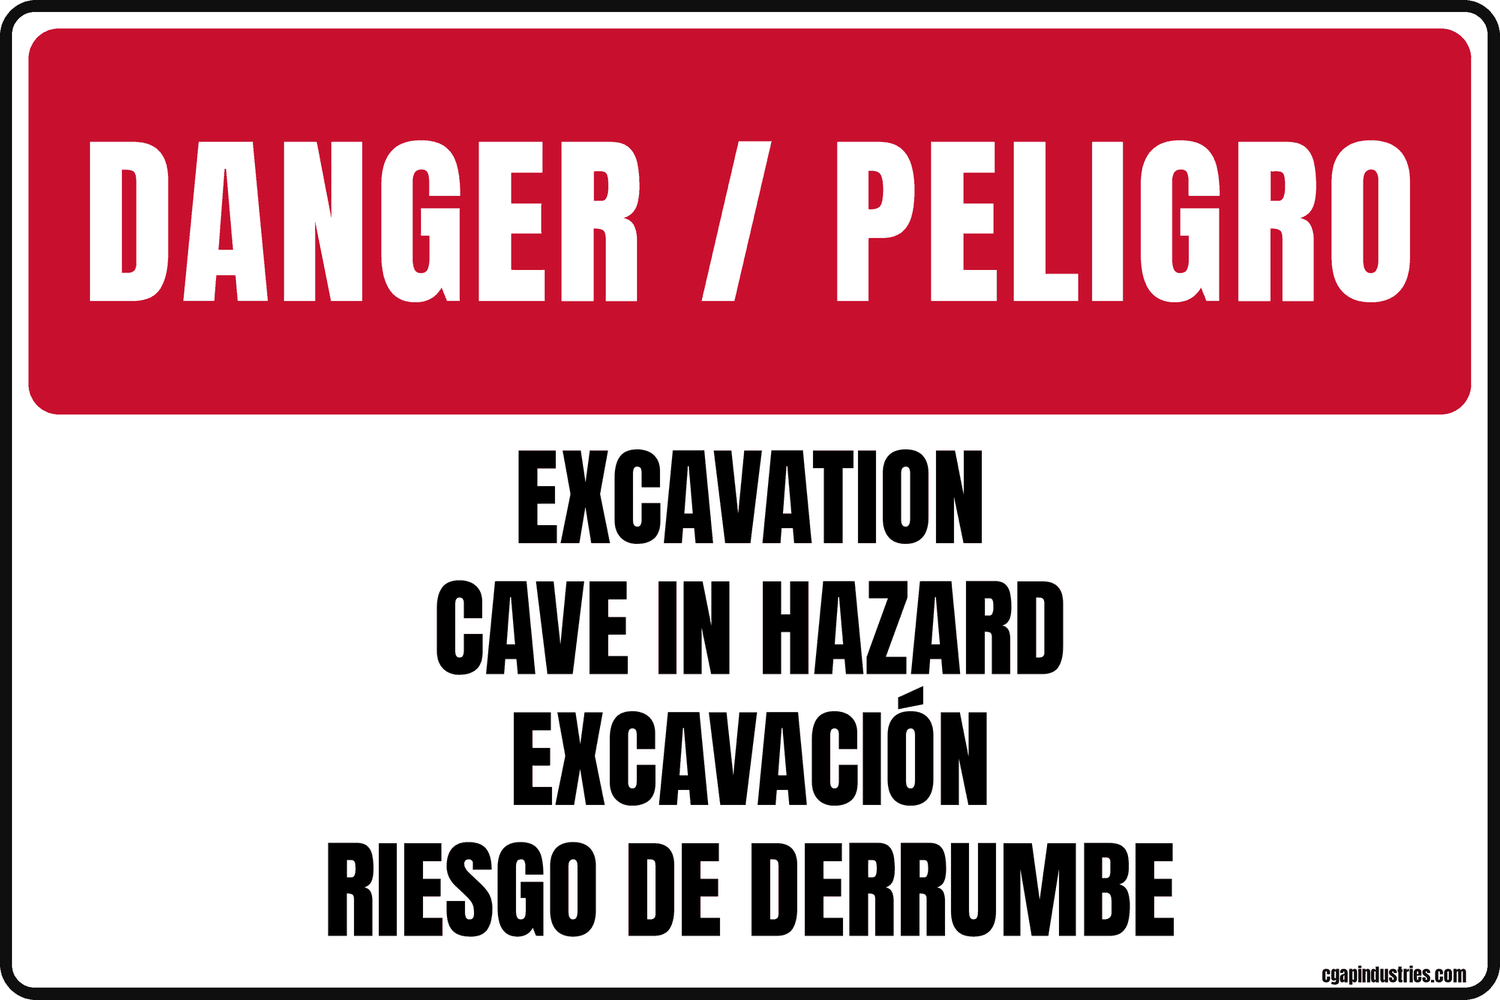 DANGER / PELIGRO
EXCAVATION
CAVE IN HAZARD
EXCAVACIÓN
RIESGO DE DERRUMBE
cgapindustries.com